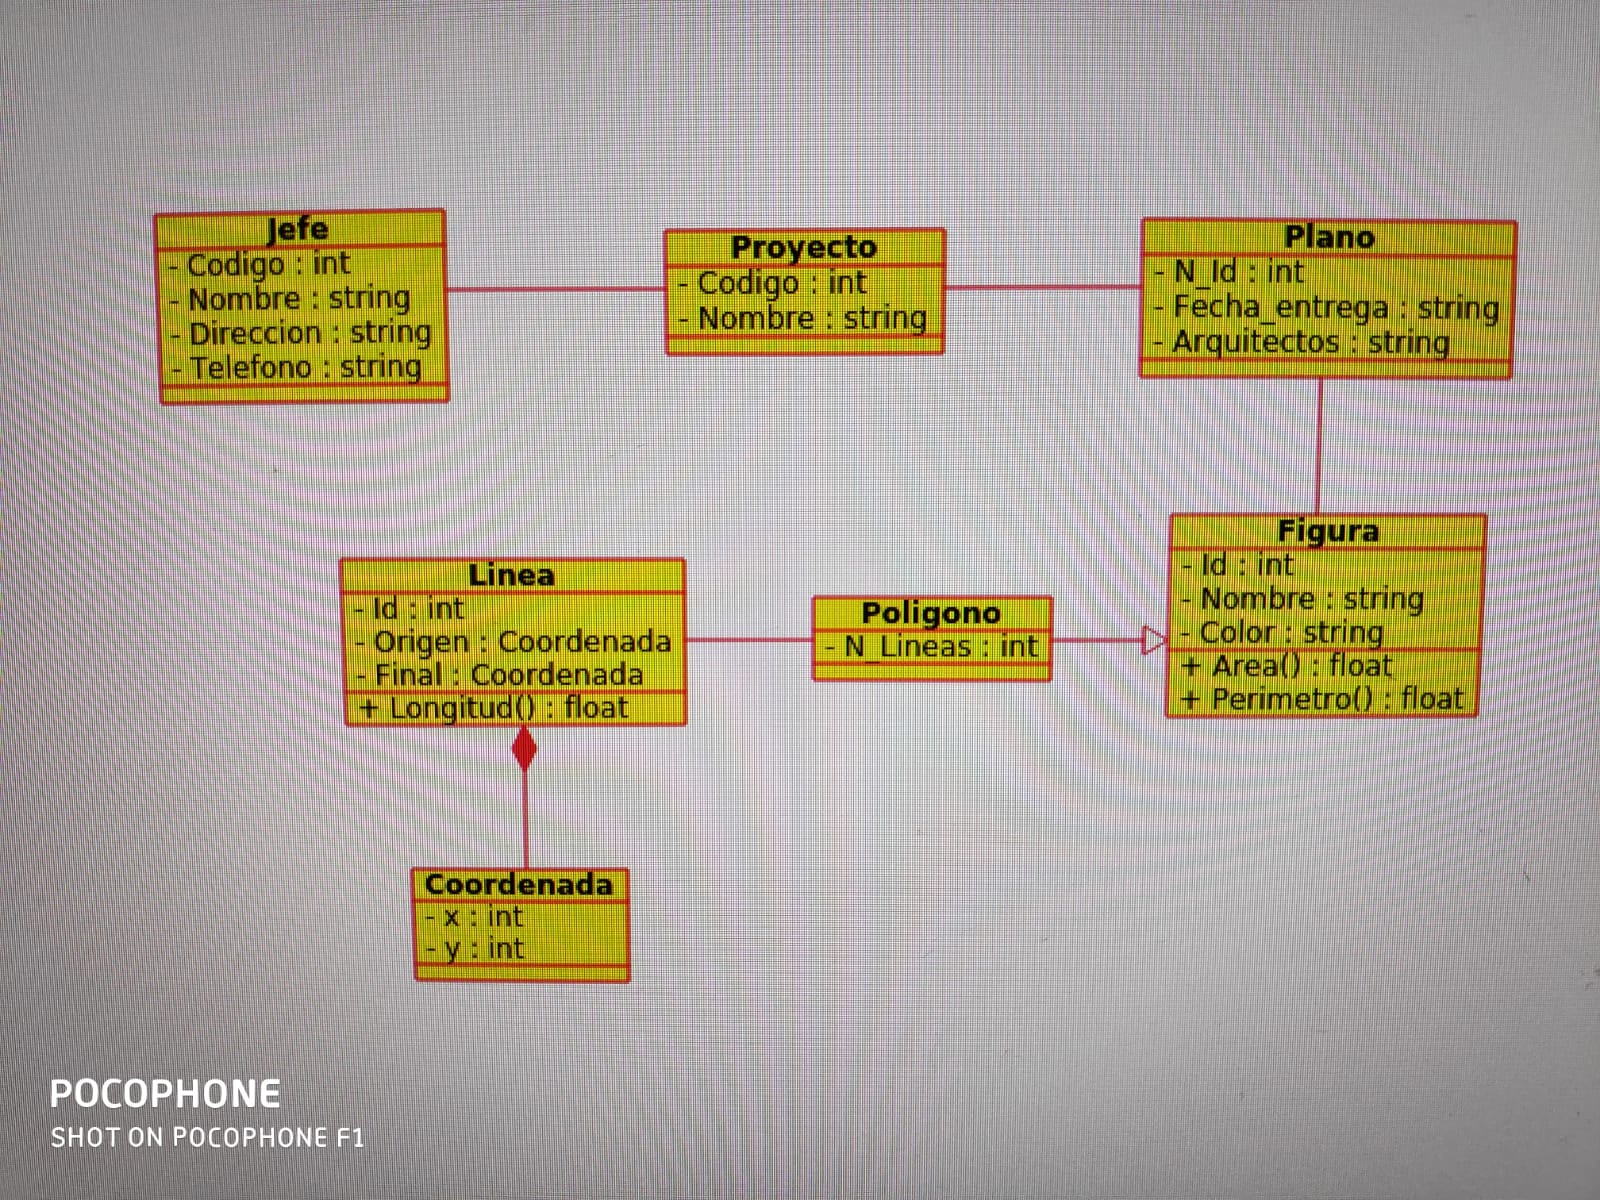 Jefe
- Codigo : int
- Nombre : string
- Direccion : string
- Telefono : string
Proyecto
- Codigo : int
- Nombre : string
Plano
- N_Id : int
- Fecha_entrega : string
- Arquitectos : string
Linea
- Id : int
- Origen : Coordenada
- Final : Coordenada
+ Longitud() : float
Poligono
- N_Lineas : int
Figura
- Id : int
- Nombre : string
- Color : string
+ Area() : float
+ Perimetro() : float
Coordenada
- x : int
- y : int
POCOPHONE
SHOT ON POCOPHONE F1